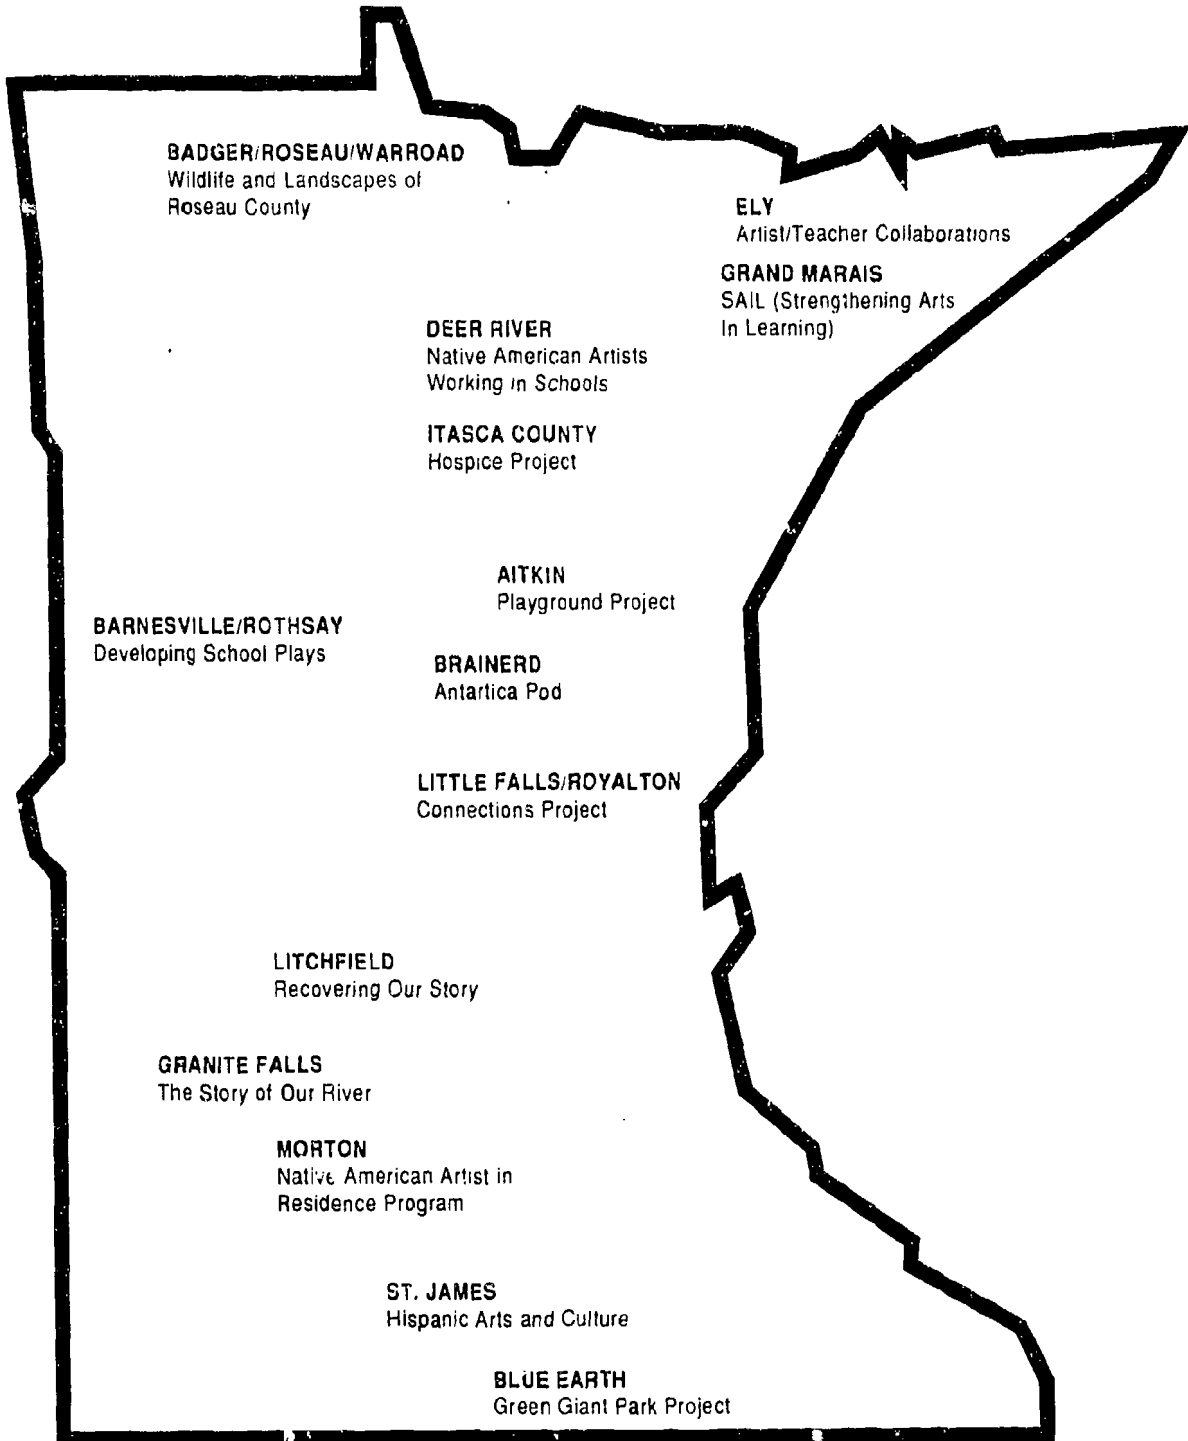 BADGER/ROSEAU/WARROAD
Wildlife and Landscapes of
Roseau County
ELY
Artist/Teacher Collaborations
GRAND MARAIS
SAIL (Strengthening Arts
In Learning)
DEER RIVER
Native American Artists
Working in Schools
ITASCA COUNTY
Hospice Project
AITKIN
Playground Project
BARNESVILLE/ROTHSAY
Developing School Plays
BRAINERD
Antartica Pod
LITTLE FALLS/ROYALTON
Connections Project
LITCHFIELD
Recovering Our Story
GRANITE FALLS
The Story of Our River
MORTON
Native American Artist in
Residence Program
ST. JAMES
Hispanic Arts and Culture
BLUE EARTH
Green Giant Park Project